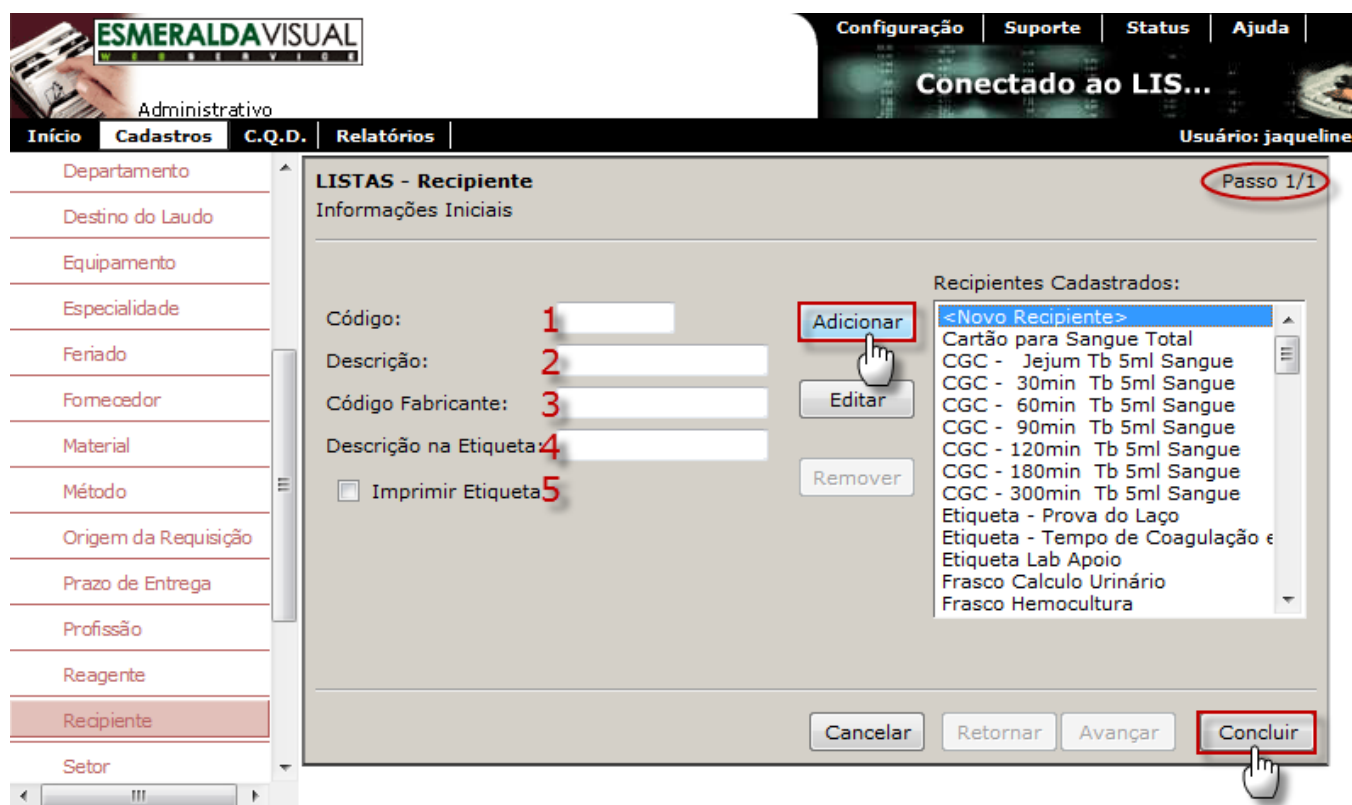 ESMERALDAVISUAL
WEBSERVICE
Administrativo
Configuração Suporte Status Ajuda
Conectado ao LIS...
Início Cadastros C.Q.D. Relatórios
Usuário: jaqueline
Departamento
Destino do Laudo
Equipamento
Especialidade
Feriado
Fornecedor
Material
Método
Origem da Requisição
Prazo de Entrega
Profissão
Reagente
Recipiente
Setor
LISTAS - Recipiente
Passo 1/1
Informações Iniciais
Código: 1
Descrição: 2
Código Fabricante: 3
Descrição na Etiqueta: 4
Imprimir Etiqueta 5
Adicionar
Editar
Remover
Recipientes Cadastrados:
<Novo Recipiente>
Cartão para Sangue Total
CGC - Jejum Tb 5ml Sangue
CGC - 30min Tb 5ml Sangue
CGC - 60min Tb 5ml Sangue
CGC - 90min Tb 5ml Sangue
CGC - 120min Tb 5ml Sangue
CGC - 180min Tb 5ml Sangue
CGC - 300min Tb 5ml Sangue
Etiqueta - Prova do Laço
Etiqueta - Tempo de Coagulação e
Etiqueta Lab Apoio
Frasco Calculo Urinário
Frasco Hemocultura
Cancelar Retornar Avançar Concluir